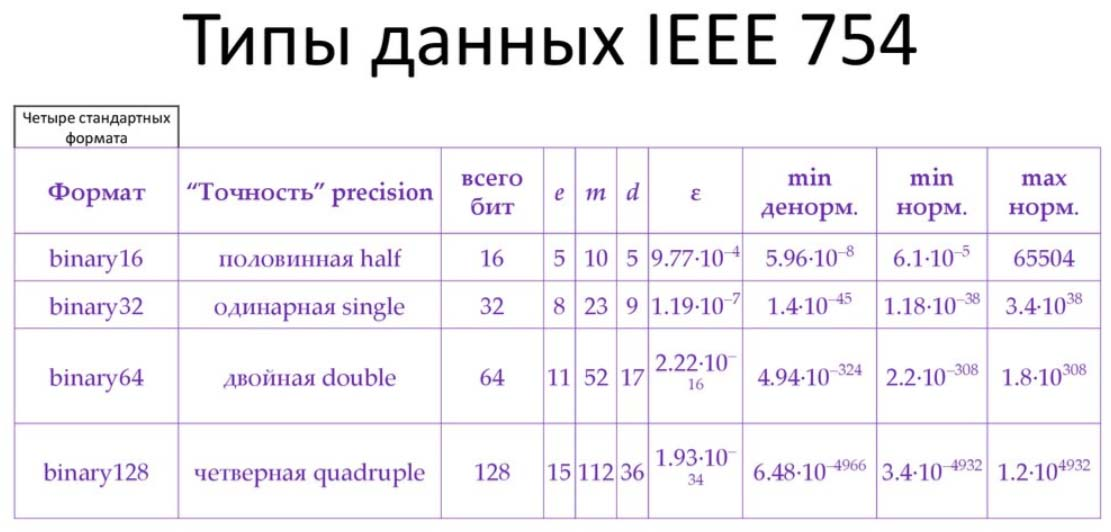 Типы данных IEEE 754
Четыре стандартных
формата
Формат “Точность” precision всего бит e m d ε min денорм. min норм. max норм.
binary16 половинная half 16 5 10 5 9.77·10⁻⁴ 5.96·10⁻⁸ 6.1·10⁻⁵ 65504
binary32 одинарная single 32 8 23 9 1.19·10⁻⁷ 1.4·10⁻⁴⁵ 1.18·10⁻³⁸ 3.4·10³⁸
binary64 двойная double 64 11 52 17 2.22·10⁻¹⁶ 4.94·10⁻³²⁴ 2.2·10⁻³⁰⁸ 1.8·10³⁰⁸
binary128 четверная quadruple 128 15 112 36 1.93·10⁻³⁴ 6.48·10⁻⁴⁹⁶⁶ 3.4·10⁻⁴⁹³² 1.2·10⁴⁹³²